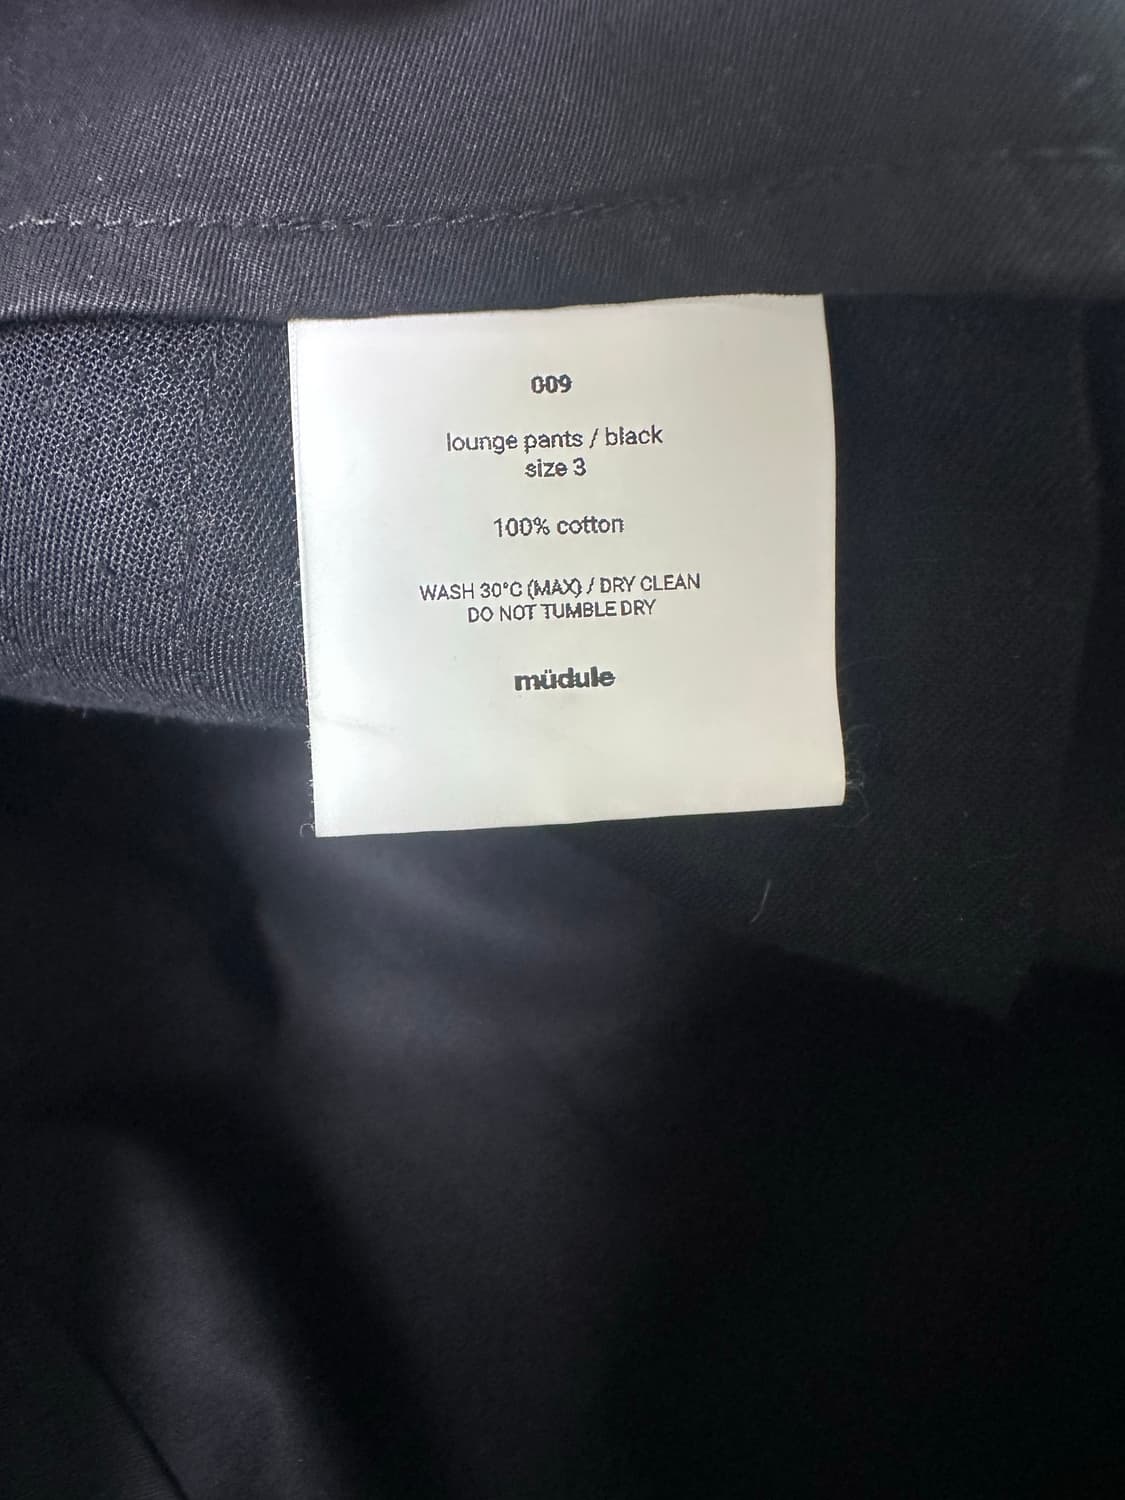 009
lounge pants / black
size 3
100% cotton
WASH 30°C (MAX) / DRY CLEAN
DO NOT TUMBLE DRY
müdule